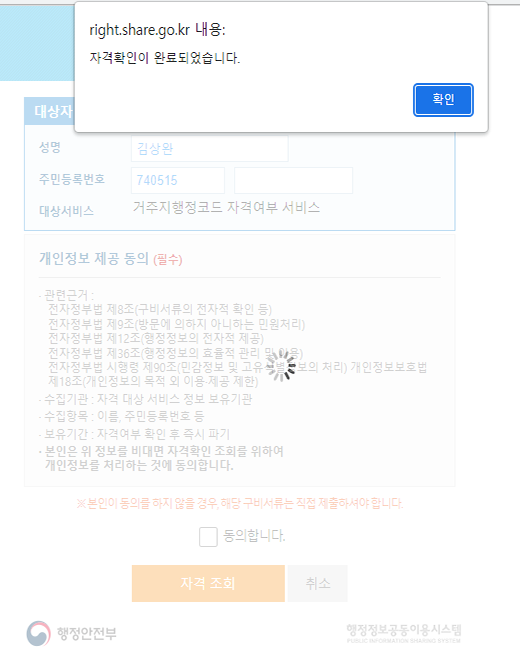 right.share.go.kr 내용:
자격확인이 완료되었습니다.
확인
대상자
성명 김상완
주민등록번호 740515
대상서비스 거주지행정코드 자격여부 서비스
개인정보 제공 동의 (필수)
· 관련근거 :
전자정부법 제8조(구비서류의 전자적 확인 등)
전자정부법 제9조(방문에 의하지 아니하는 민원처리)
전자정부법 제12조(행정정보의 전자적 제공)
전자정부법 제36조(행정정보의 효율적 관리 및 이용)
전자정부법 시행령 제90조(민감정보 및 고유식별정보의 처리) 개인정보보호법
제18조(개인정보의 목적 외 이용·제공 제한)
· 수집기관 : 자격 대상 서비스 정보 보유기관
· 수집항목 : 이름, 주민등록번호 등
· 보유기간 : 자격여부 확인 후 즉시 파기
· 본인은 위 정보를 비대면 자격확인 조회를 위하여
개인정보를 처리하는 것에 동의합니다.
※ 본인이 동의를 하지 않을 경우, 해당 구비서류는 직접 제출하셔야 합니다.
동의합니다.
자격 조회 취소
행정안전부 행정정보공동이용시스템
PUBLIC INFORMATION SHARING SYSTEM